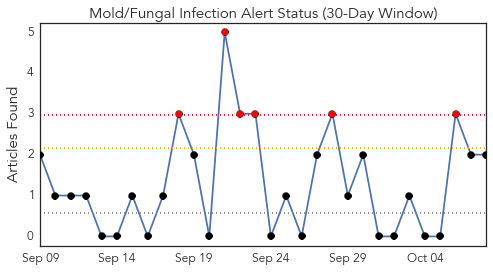 Mold/Fungal Infection Alert Status (30-Day Window)
Articles Found
5
4
3
2
1
0
Sep 09 Sep 14 Sep 19 Sep 24 Sep 29 Oct 04